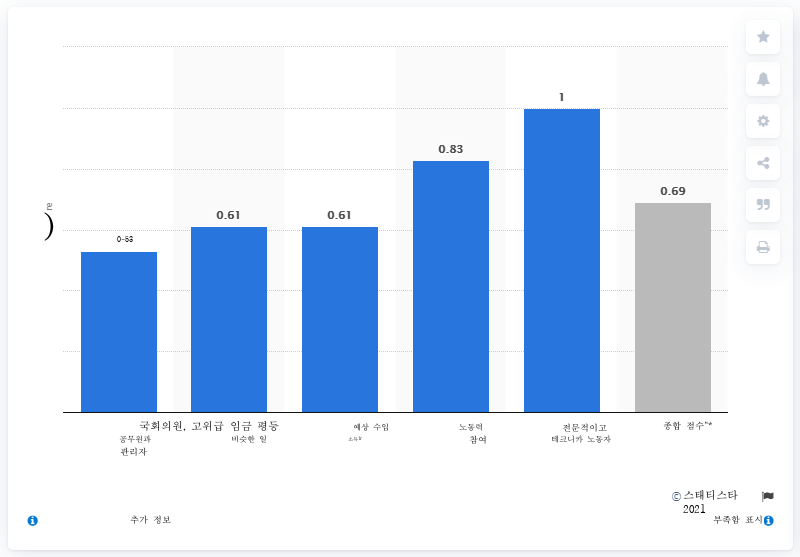 1
0.83
0.69
0.61
0.61
0-53
)
국회의원, 고위급 임금 평등
예상 수입
노동력
전문적이고
종합 점수"*
공무원과
비슷한 일
참여
테크니카 노동자
관리자
© 스태티스타
2021
추가 정보
부족함 표시